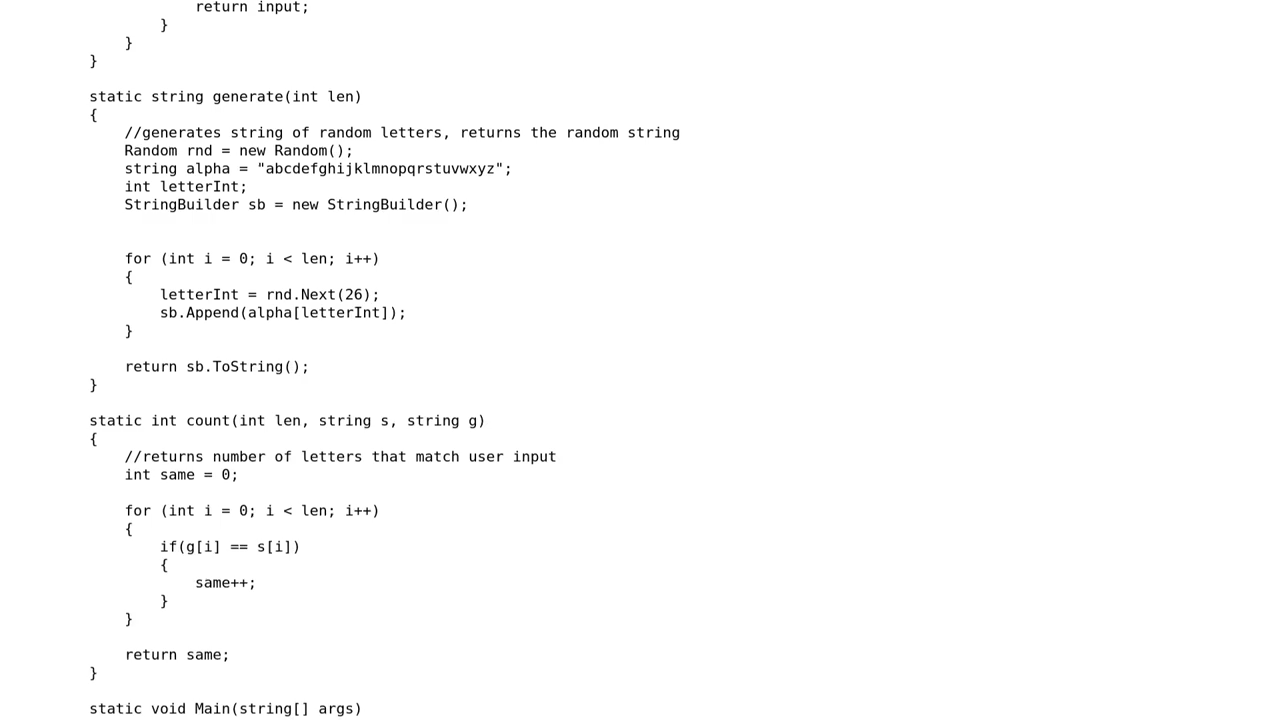 return input;
        }
    }
}

static string generate(int len)
{
    //generates string of random letters, returns the random string
    Random rnd = new Random();
    string alpha = "abcdefghijklmnopqrstuvwxyz";
    int letterInt;
    StringBuilder sb = new StringBuilder();


    for (int i = 0; i < len; i++)
    {
        letterInt = rnd.Next(26);
        sb.Append(alpha[letterInt]);
    }

    return sb.ToString();
}

static int count(int len, string s, string g)
{
    //returns number of letters that match user input
    int same = 0;

    for (int i = 0; i < len; i++)
    {
        if(g[i] == s[i])
        {
            same++;
        }
    }

    return same;
}

static void Main(string[] args)